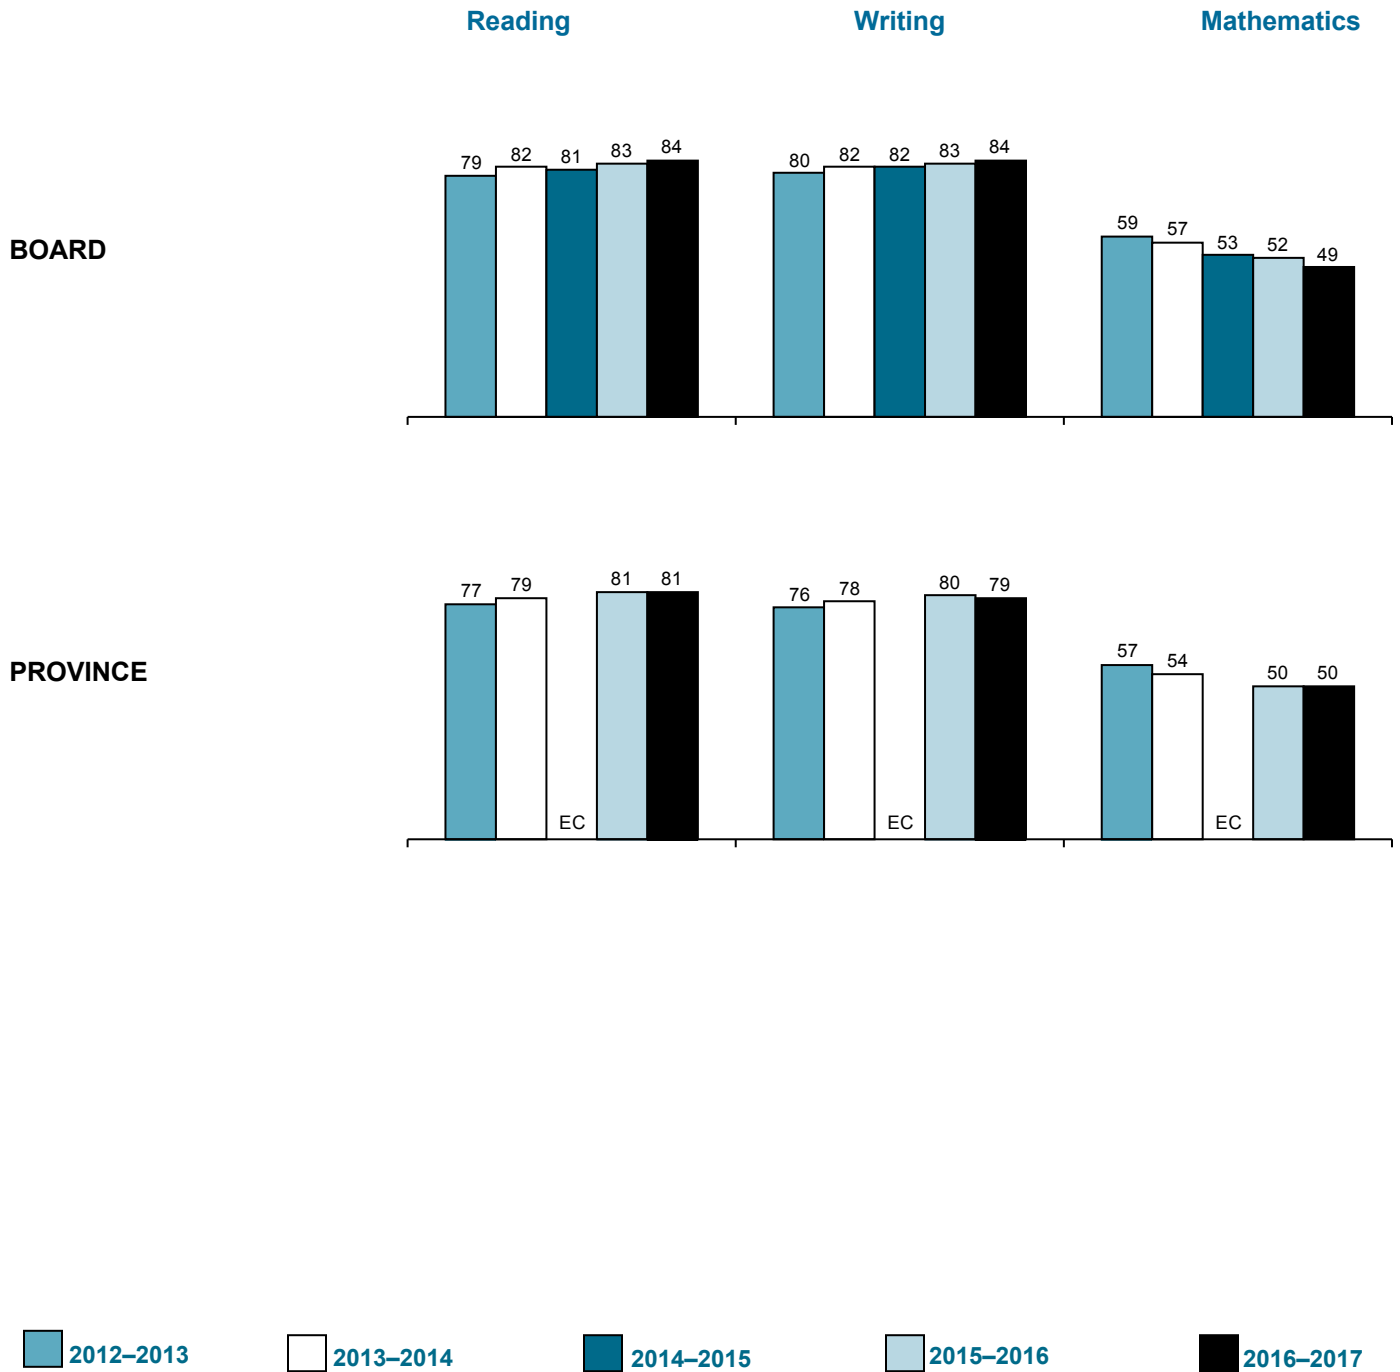 Reading Writing Mathematics
79 82 81 83 84 80 82 82 83 84 59 57 53 52 49
BOARD
77 79 EC 81 81 76 78 EC 80 79 57 54 EC 50 50
PROVINCE
2012–2013 2013–2014 2014–2015 2015–2016 2016–2017